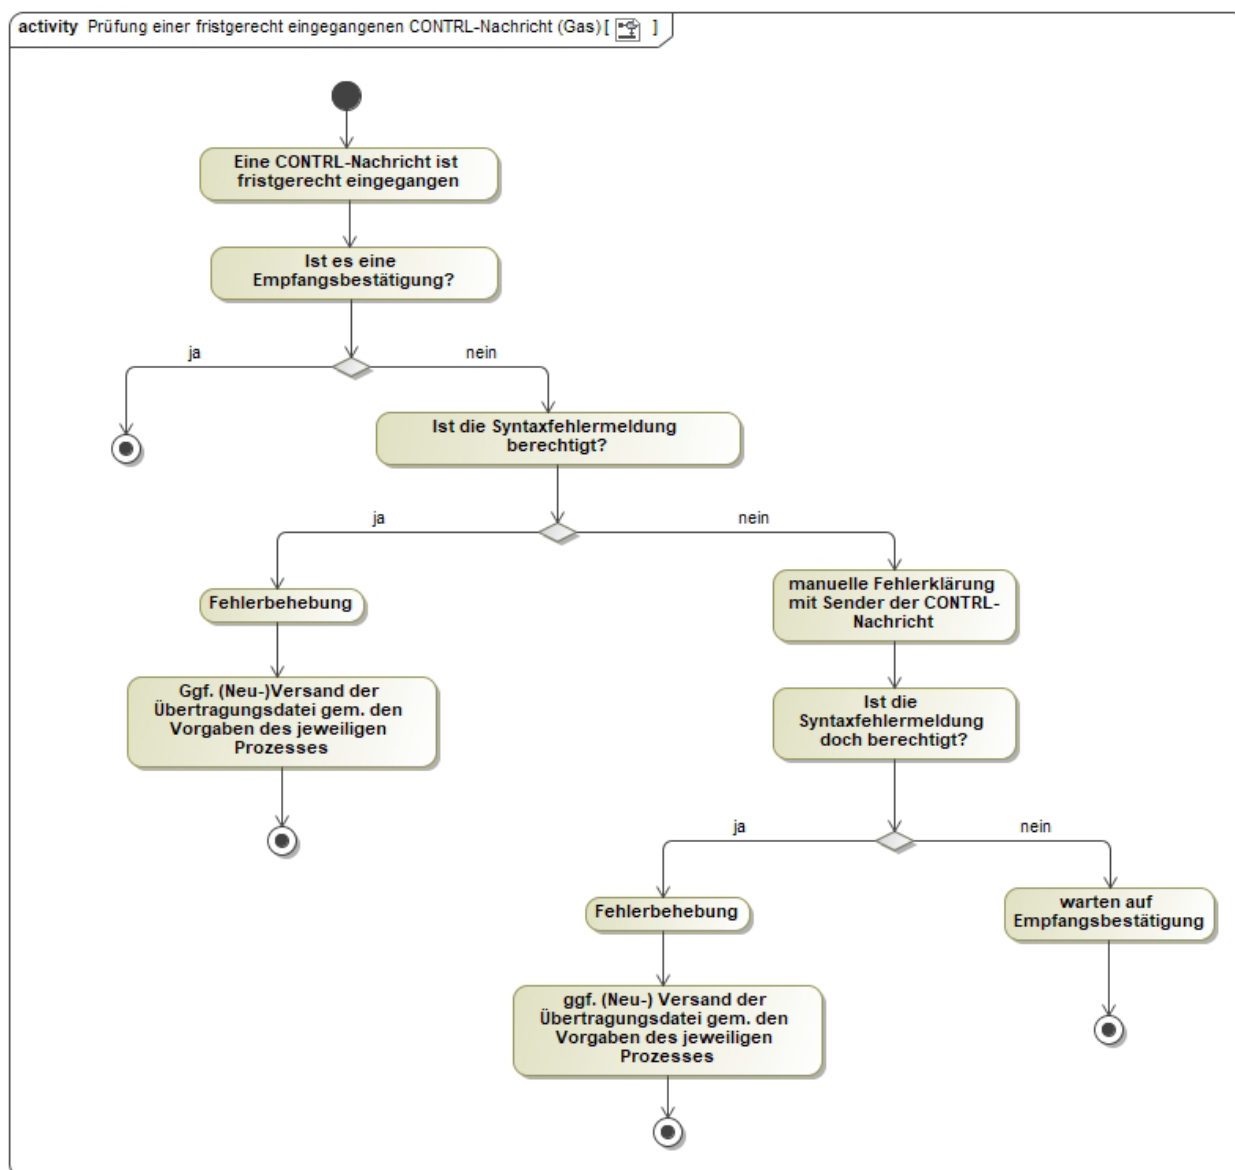 activity Prüfung einer fristgerecht eingegangenen CONTRL-Nachricht (Gas) [ ]
Eine CONTRL-Nachricht ist
fristgerecht eingegangen
Ist es eine
Empfangsbestätigung?
ja
nein
Ist die Syntaxfehlermeldung
berechtigt?
ja
nein
Fehlerbehebung
manuelle Fehlerklärung
mit Sender der CONTRL-
Nachricht
Ggf. (Neu-)Versand der
Übertragungsdatei gem. den
Vorgaben des jeweiligen
Prozesses
Ist die
Syntaxfehlermeldung
doch berechtigt?
ja
nein
Fehlerbehebung
warten auf
Empfangsbestätigung
ggf. (Neu-) Versand der
Übertragungsdatei gem. den
Vorgaben des jeweiligen
Prozesses